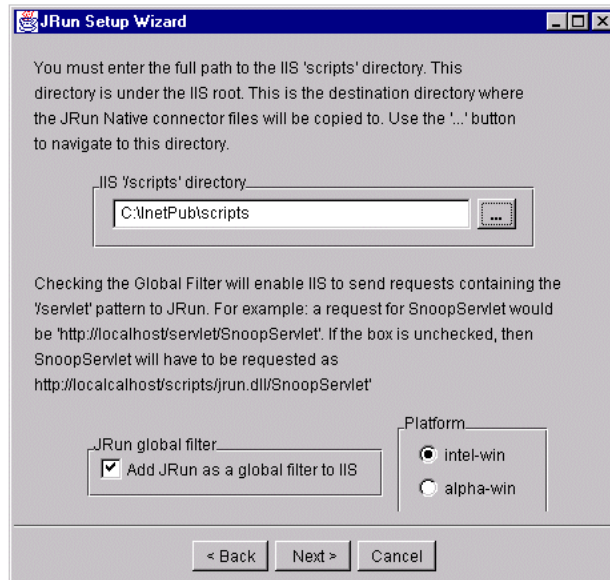 JRun Setup Wizard
You must enter the full path to the IIS 'scripts' directory. This
directory is under the IIS root. This is the destination directory where
the JRun Native connector files will be copied to. Use the '...' button
to navigate to this directory.
IIS '/scripts' directory
C:\InetPub\scripts
...
Checking the Global Filter will enable IIS to send requests containing the
'/servlet' pattern to JRun. For example: a request for SnoopServlet would
be 'http://localhost/servlet/SnoopServlet'. If the box is unchecked, then
SnoopServlet will have to be requested as
http://localcalhost/scripts/jrun.dll/SnoopServlet'
Platform
JRun global filter
Add JRun as a global filter to IIS
intel-win
alpha-win
< Back
Next >
Cancel